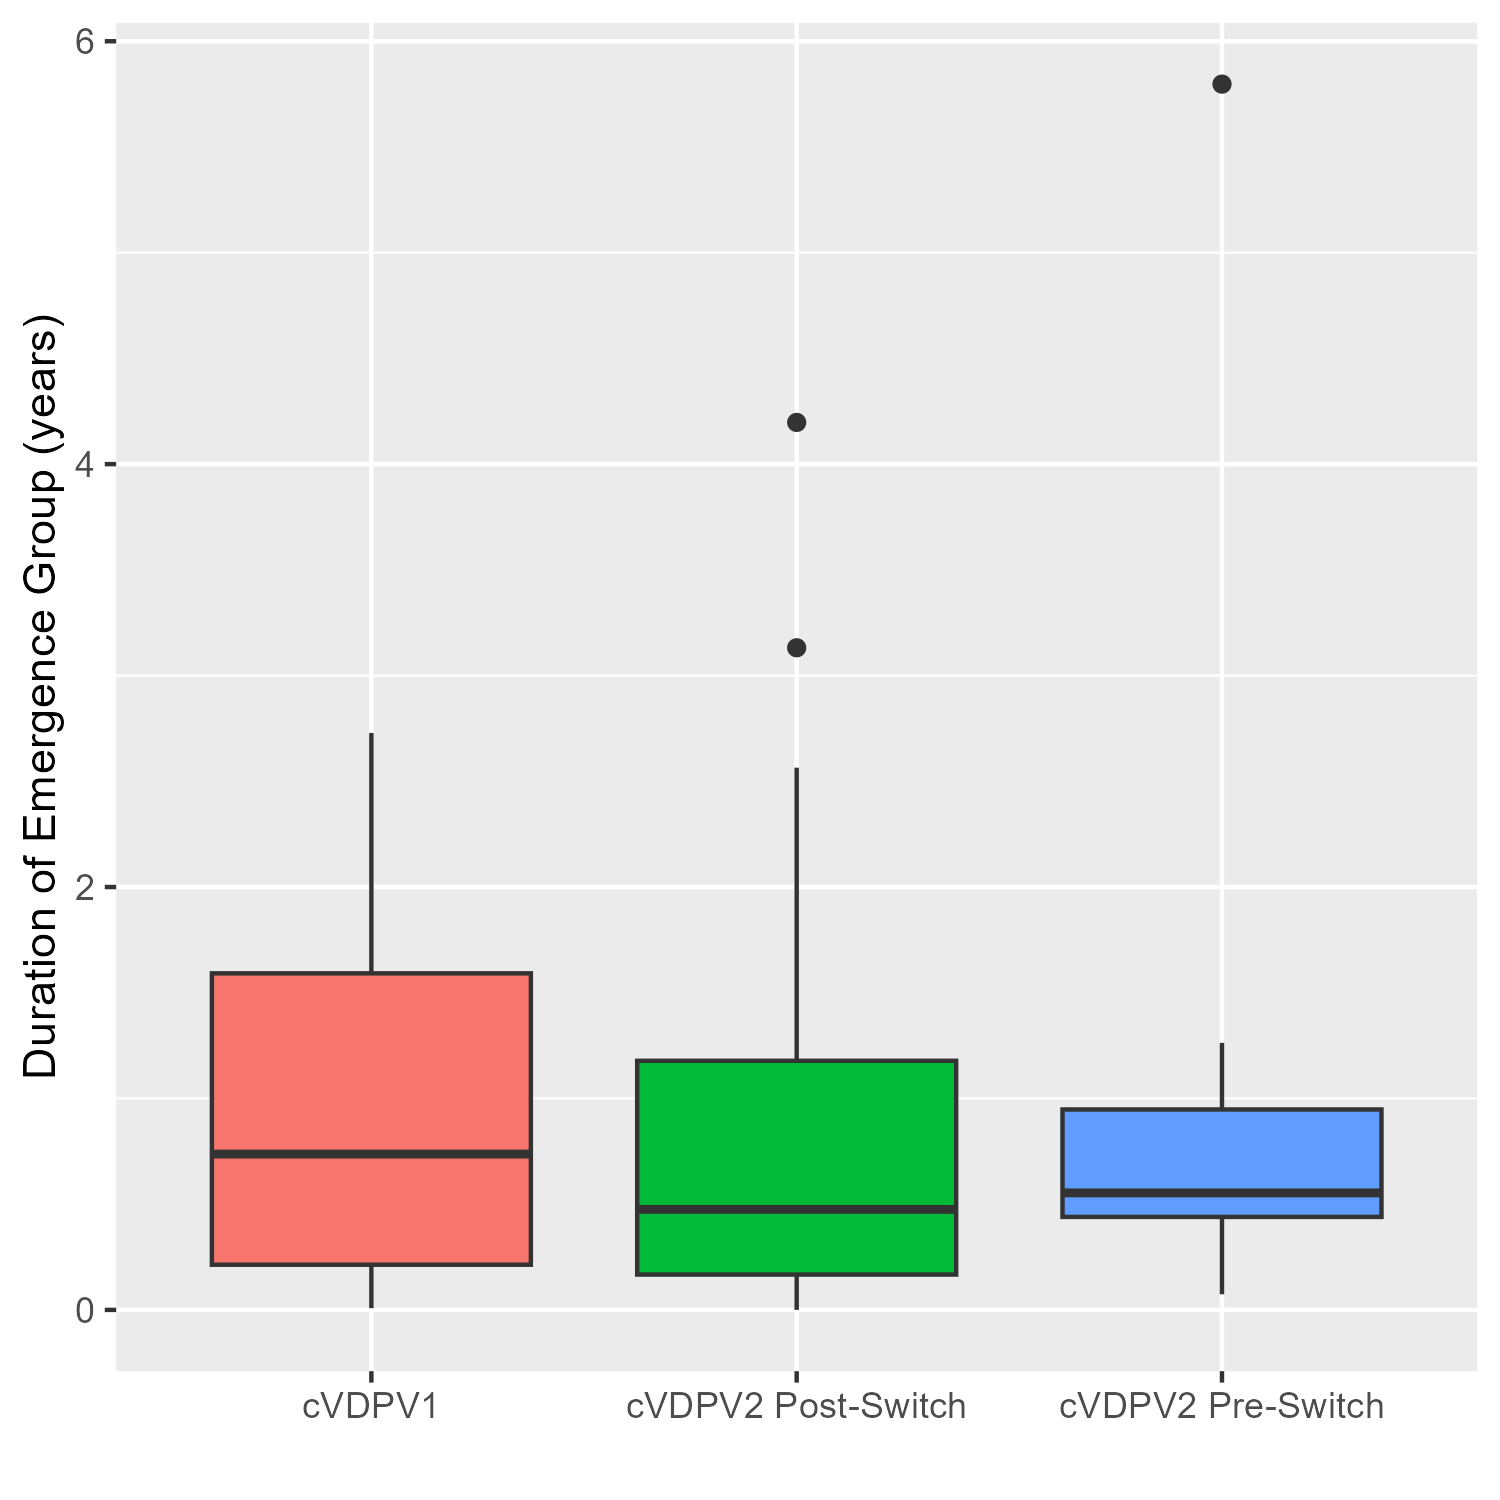 Duration of Emergence Group (years)
6
4
2
0
cVDPV1
cVDPV2 Post-Switch
cVDPV2 Pre-Switch